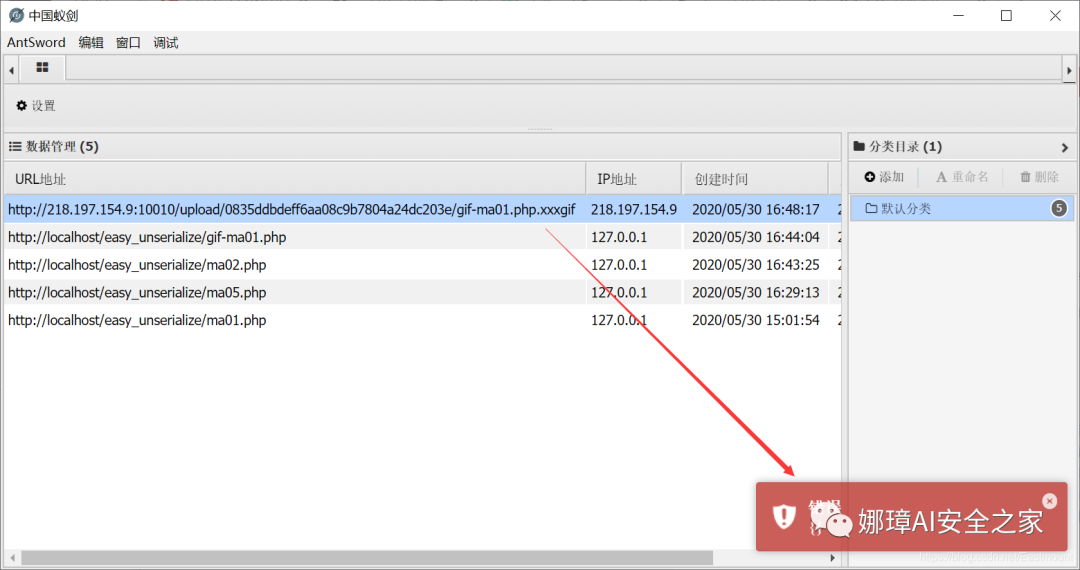 中国蚁剑
AntSword 编辑 窗口 调试
设置
数据管理 (5)
URL地址 IP地址 创建时间
http://218.197.154.9:10010/upload/0835ddbdeff6aa08c9b7804a24dc203e/gif-ma01.php.xxxgif 218.197.154.9 2020/05/30 16:48:17 2
http://localhost/easy_unserialize/gif-ma01.php 127.0.0.1 2020/05/30 16:44:04 2
http://localhost/easy_unserialize/ma02.php 127.0.0.1 2020/05/30 16:43:25 2
http://localhost/easy_unserialize/ma05.php 127.0.0.1 2020/05/30 16:29:13 2
http://localhost/easy_unserialize/ma01.php 127.0.0.1 2020/05/30 15:01:54 2
分类目录 (1)
添加 A 重命名 删除
默认分类 5
错误
{}
娜璋AI安全之家